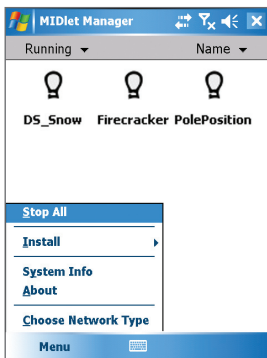 MIDlet Manager
Running Name
DS_Snow Firecracker PolePosition
Stop All
Install
System Info
About
Choose Network Type
Menu